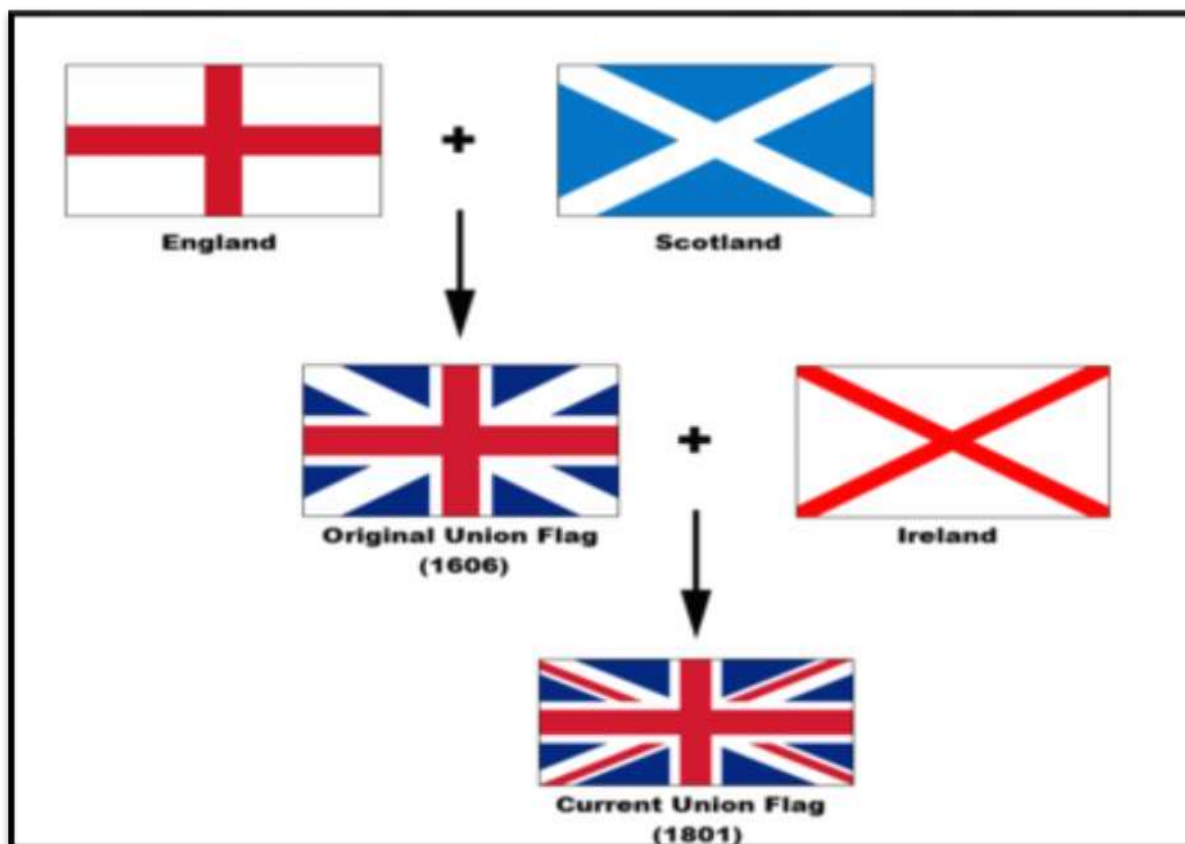 England
Scotland
Original Union Flag
(1606)
Ireland
Current Union Flag
(1801)